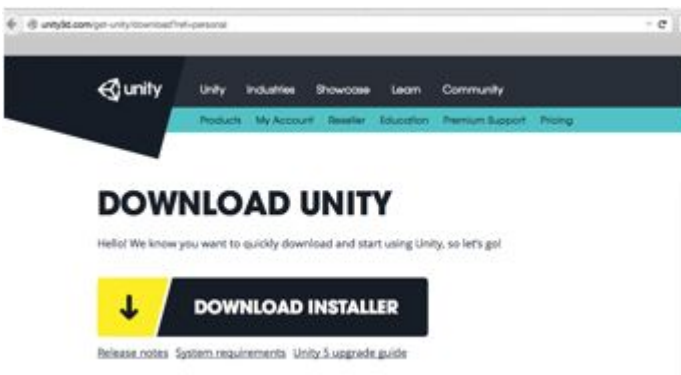 unity3d.com/get-unity/download?ref=personal
unity Unity Industries Showcase Learn Community
Products My Account Reseller Education Premium Support Pricing
DOWNLOAD UNITY
Hello! We know you want to quickly download and start using Unity, so let's go!
DOWNLOAD INSTALLER
Release notes System requirements Unity 5 upgrade guide